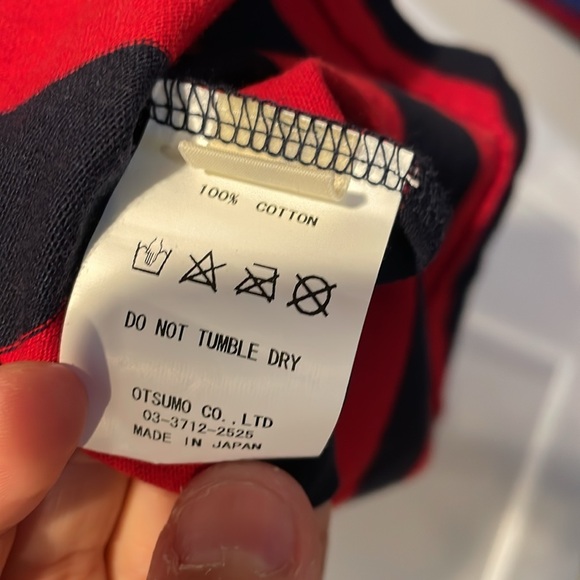 100% COTTON
DO NOT TUMBLE DRY
OTSUMO CO.,LTD
03-3712-2525
MADE IN JAPAN